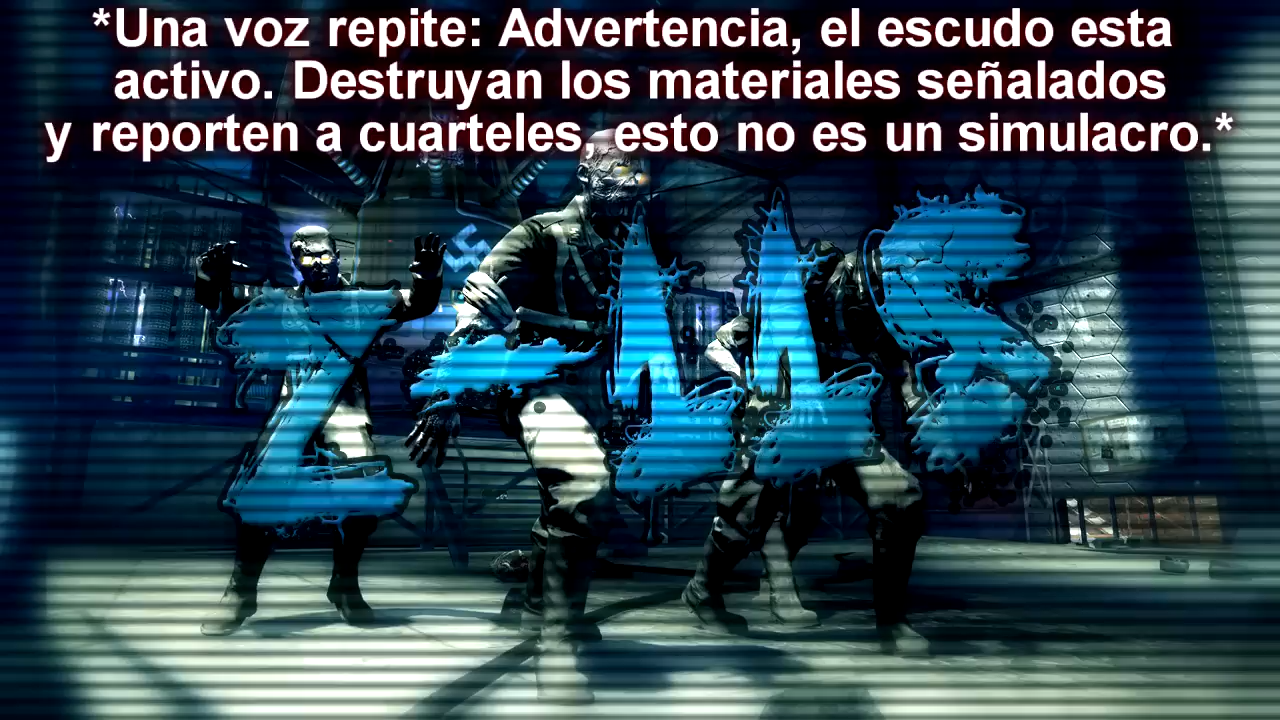 *Una voz repite: Advertencia, el escudo esta
activo. Destruyan los materiales señalados
y reporten a cuarteles, esto no es un simulacro.*
Z-115